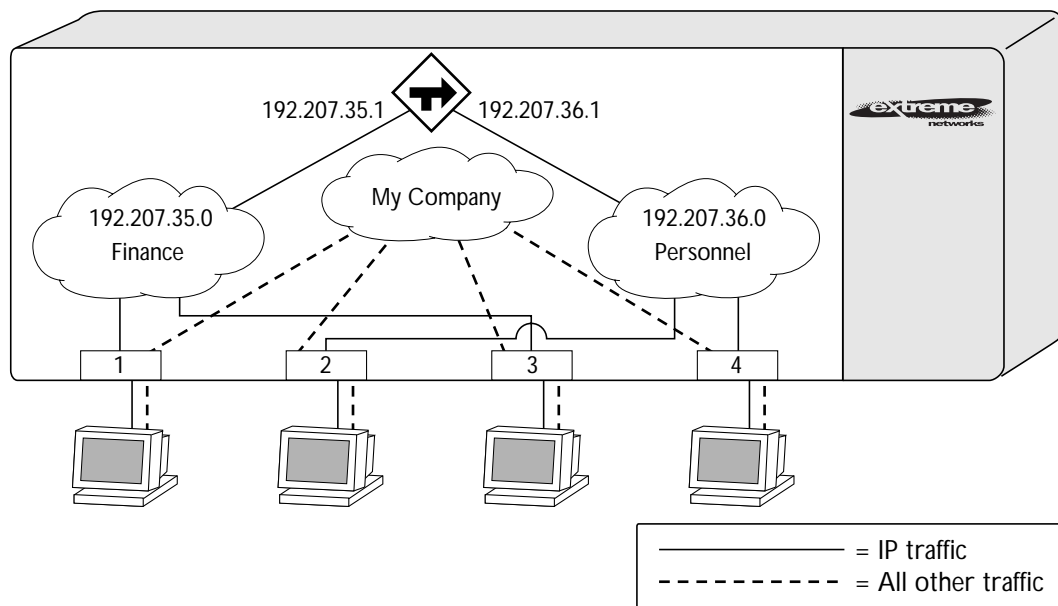 192.207.35.1
192.207.36.1
extreme
networks
My Company
192.207.35.0
Finance
192.207.36.0
Personnel
1
2
3
4
= IP traffic
= All other traffic